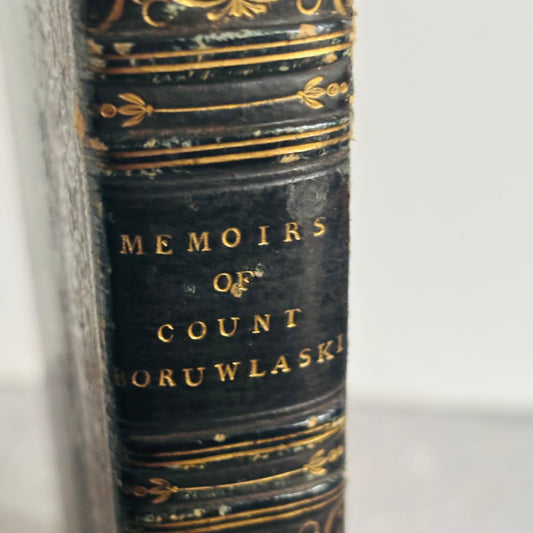 MEMOIRS
OF
COUNT
BORUWLASKI